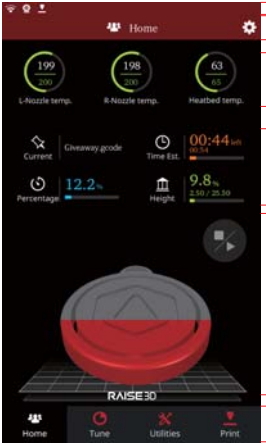 Home
199 198 63
200 200 65
L-Nozzle temp. R-Nozzle temp. Heatbed temp.
Current Giveaway.gcode
Time Est. 00:44 left
00:54
Percentage 12.2%
Height 9.8%
2.50 / 25.50
RAISE3D
Home Tune Utilities Print